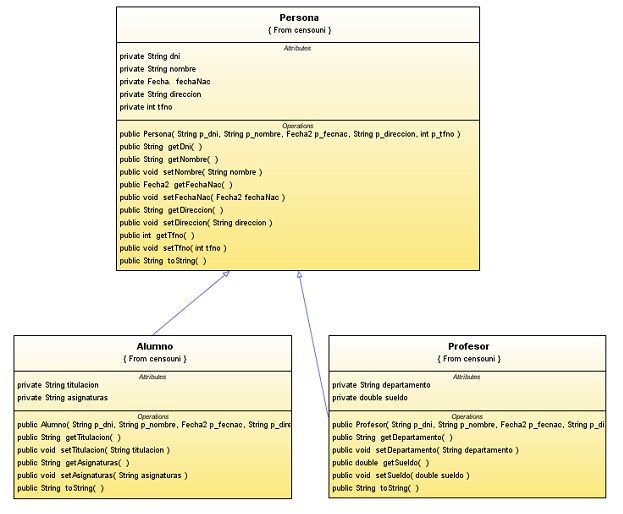 Persona
{ From censouni }
Attributes
private String dni
private String nombre
private Fecha fechaNac
private String direccion
private int tfno
Operations
public Persona( String p_dni, String p_nombre, Fecha2 p_fecnac, String p_direccion, int p_tfno )
public String getDni( )
public String getNombre( )
public void setNombre( String nombre )
public Fecha2 getFechaNac( )
public void setFechaNac( Fecha2 fechaNac )
public String getDireccion( )
public void setDireccion( String direccion )
public int getTfno( )
public void setTfno( int tfno )
public String toString( )
Alumno
{ From censouni }
Attributes
private String titulacion
private String asignaturas
Operations
public Alumno( String p_dni, String p_nombre, Fecha2 p_fecnac, String p_dire
public String getTitulacion( )
public void setTitulacion( String titulacion )
public String getAsignaturas( )
public void setAsignaturas( String asignaturas )
public String toString( )
Profesor
{ From censouni }
Attributes
private String departamento
private double sueldo
Operations
public Profesor( String p_dni, String p_nombre, Fecha2 p_fecnac, String p_di
public String getDepartamento( )
public void setDepartamento( String departamento )
public double getSueldo( )
public void setSueldo( double sueldo )
public String toString( )